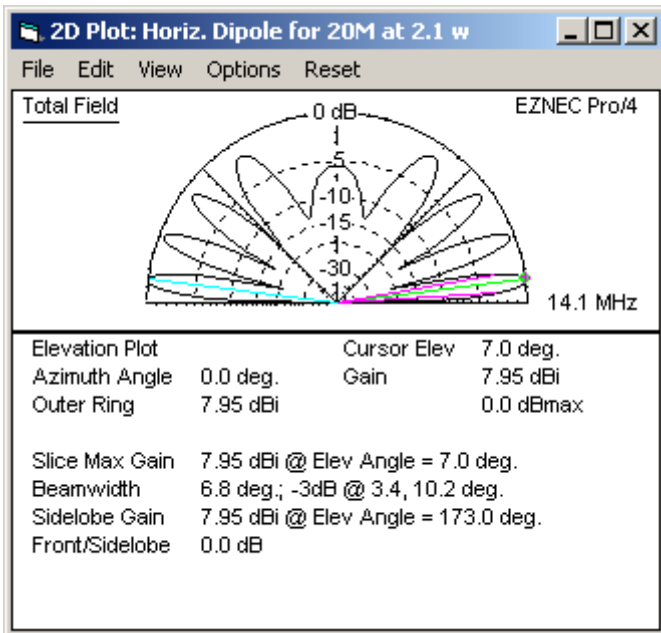 2D Plot: Horiz. Dipole for 20M at 2.1 w
File Edit View Options Reset
Total Field
EZNEC Pro/4
0 dB
-5
-10
-15
-30
14.1 MHz
Elevation Plot
Cursor Elev 7.0 deg.
Azimuth Angle 0.0 deg.
Gain 7.95 dBi
Outer Ring 7.95 dBi
0.0 dBmax
Slice Max Gain 7.95 dBi @ Elev Angle = 7.0 deg.
Beamwidth 6.8 deg.; -3dB @ 3.4, 10.2 deg.
Sidelobe Gain 7.95 dBi @ Elev Angle = 173.0 deg.
Front/Sidelobe 0.0 dB